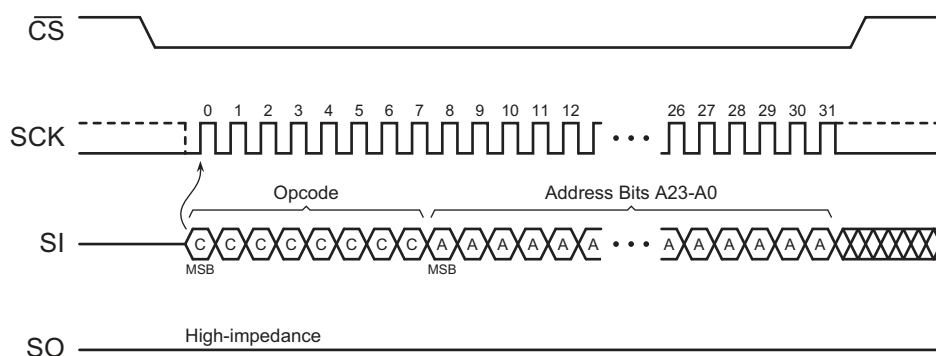 CS
SCK
0 1 2 3 4 5 6 7 8 9 10 11 12 ••• 26 27 28 29 30 31
Opcode Address Bits A23-A0
SI
C C C C C C C C A A A A A A ••• A A A A A A
MSB MSB
High-impedance
SO